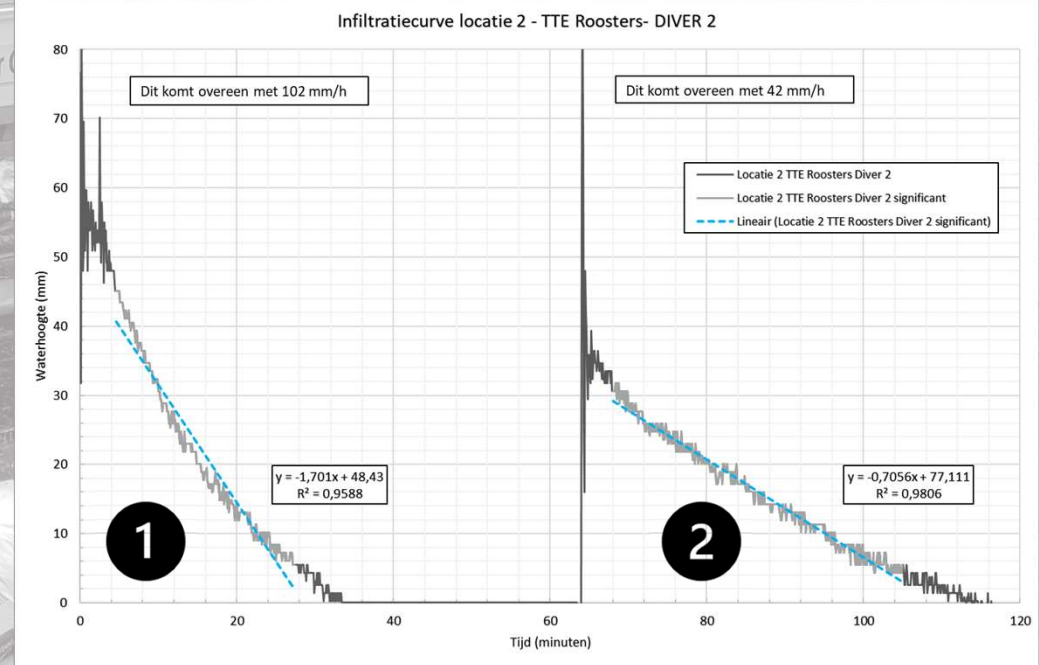 Infiltratiecurve locatie 2 - TTE Roosters- DIVER 2
Dit komt overeen met 102 mm/h
Dit komt overeen met 42 mm/h
Locatie 2 TTE Roosters Diver 2
Locatie 2 TTE Roosters Diver 2 significant
Lineair (Locatie 2 TTE Roosters Diver 2 significant)
Waterhoogte (mm)
80
70
60
50
40
30
20
10
0
y = -1,701x + 48,43
R² = 0,9588
y = -0,7056x + 77,111
R² = 0,9806
1
2
0 20 40 60 80 100 120
Tijd (minuten)